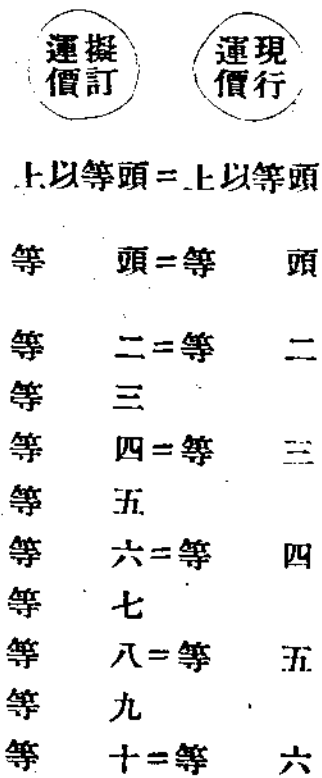 現行運價
擬訂運價
頭等以上＝頭等以上
頭等＝頭等
二等＝二等
三等
三等＝四等
五等
四等＝六等
七等
五等＝八等
九等
六等＝十等